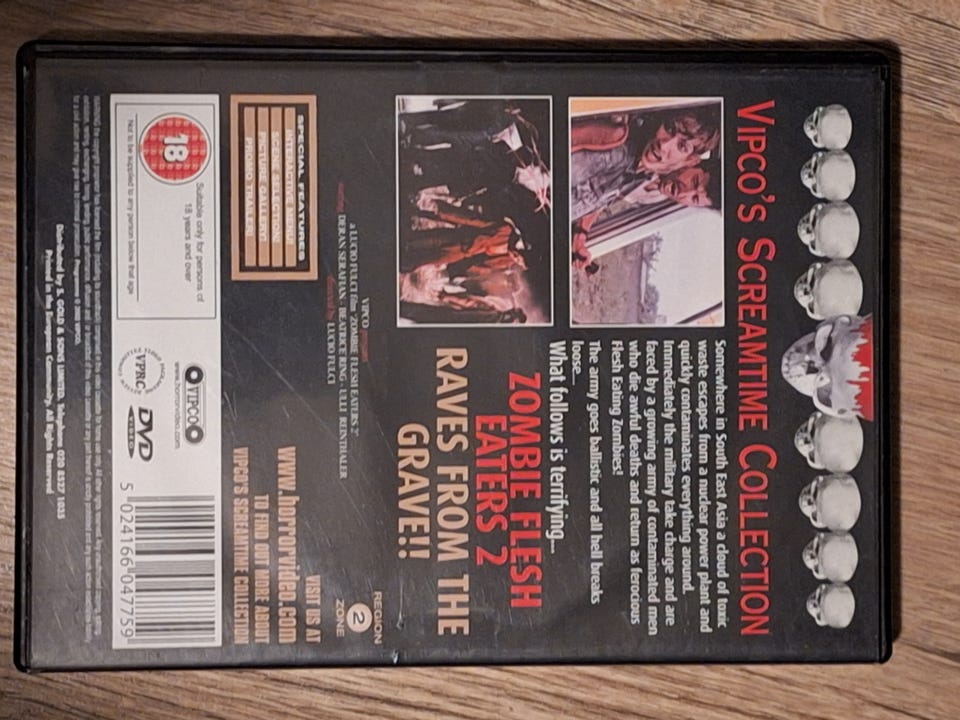 VIPCO'S SCREAMTIME COLLECTION
Somewhere in South East Asia a cloud of toxic
waste escapes from a nuclear power plant and
quickly contaminates everything around.
Immediately the military take charge and are
faced by a growing army of contaminated men
who die awful deaths and return as ferocious
Flesh Eating Zombies!
The army goes ballistic and all hell breaks
loose...
What follows is terrifying...
ZOMBIE FLESH
EATERS 2
RAVES FROM THE
GRAVE!!
VIPCO
a LUCIO FULCI film 'ZOMBIE FLESH EATERS 2'
DERAN SERAFIAN · BEATRICE RING · ULLI REINTHALER
LUCIO FULCI
REGION
2
ZONE
SPECIAL FEATURES
INTERACTIVE MENU
SCENE SELECTION
PICTURE GALLERY
PROMO TRAILER
VISIT US AT
www.horrorvideo.com
TO FIND OUT MORE ABOUT
VIPCO'S SCREAMTIME COLLECTION
18
Suitable only for persons of
18 years and over
Not to be supplied to any person below that age
VIPCO
www.horrorvideo.com
VPRC
DVD
VIDEO
5 024166 047759
Distributed by S. GOLD & SONS LIMITED. Telephone 020 8527 1035
Printed in the European Community. All Rights Reserved